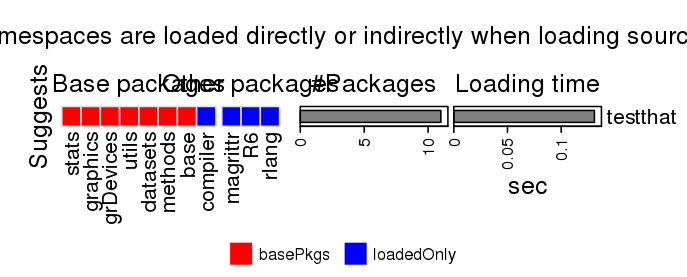 mespaces are loaded directly or indirectly when loading sourc
Base packages Other packages #Packages Loading time
Suggests
testthat
stats graphics grDevices utils datasets methods base compiler magrittr R6 rlang
0 5 10 0 0.05 0.1
sec
basePkgs loadedOnly